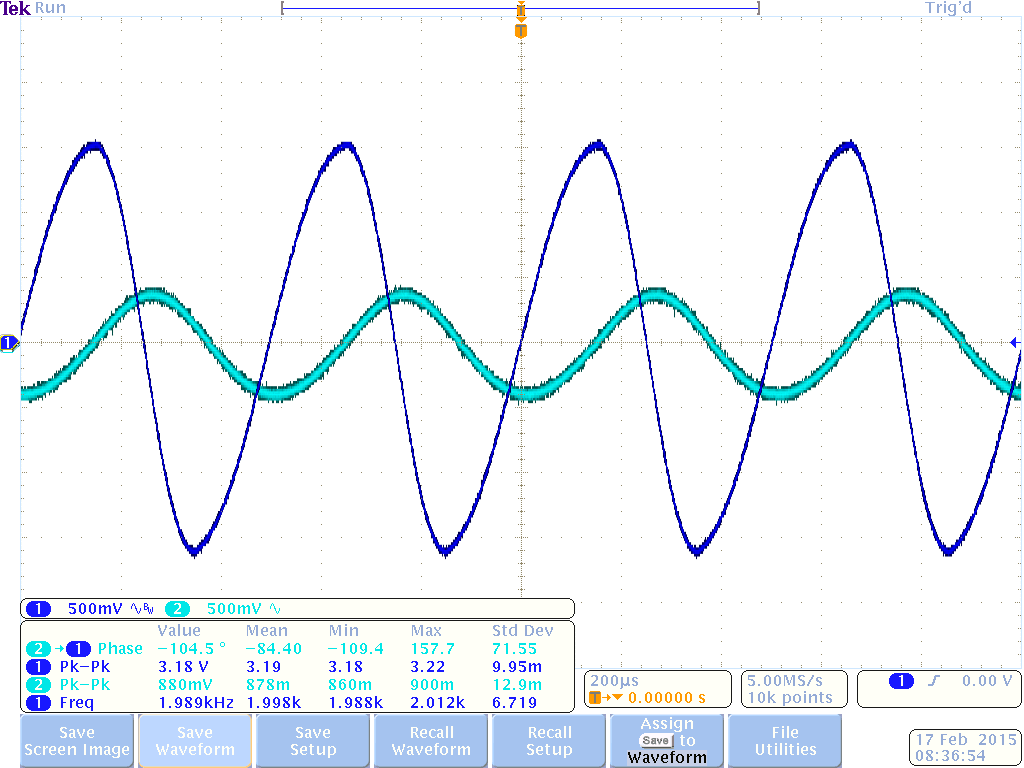 Tek Run Trig'd
T
T
1
1 500mV 2 500mV
Value Mean Min Max Std Dev
2 → 1 Phase −104.5 ° −84.40 −109.4 157.7 71.55
1 Pk−Pk 3.18 V 3.19 3.18 3.22 9.95m
2 Pk−Pk 880mV 878m 860m 900m 12.9m
1 Freq 1.989kHz 1.998k 1.988k 2.012k 6.719
200µs
T→▼ 0.00000 s
5.00MS/s
10k points
1 0.00 V
Save
Screen Image
Save
Waveform
Save
Setup
Recall
Waveform
Recall
Setup
Assign
Save to
Waveform
File
Utilities
17 Feb 2015
08:36:54